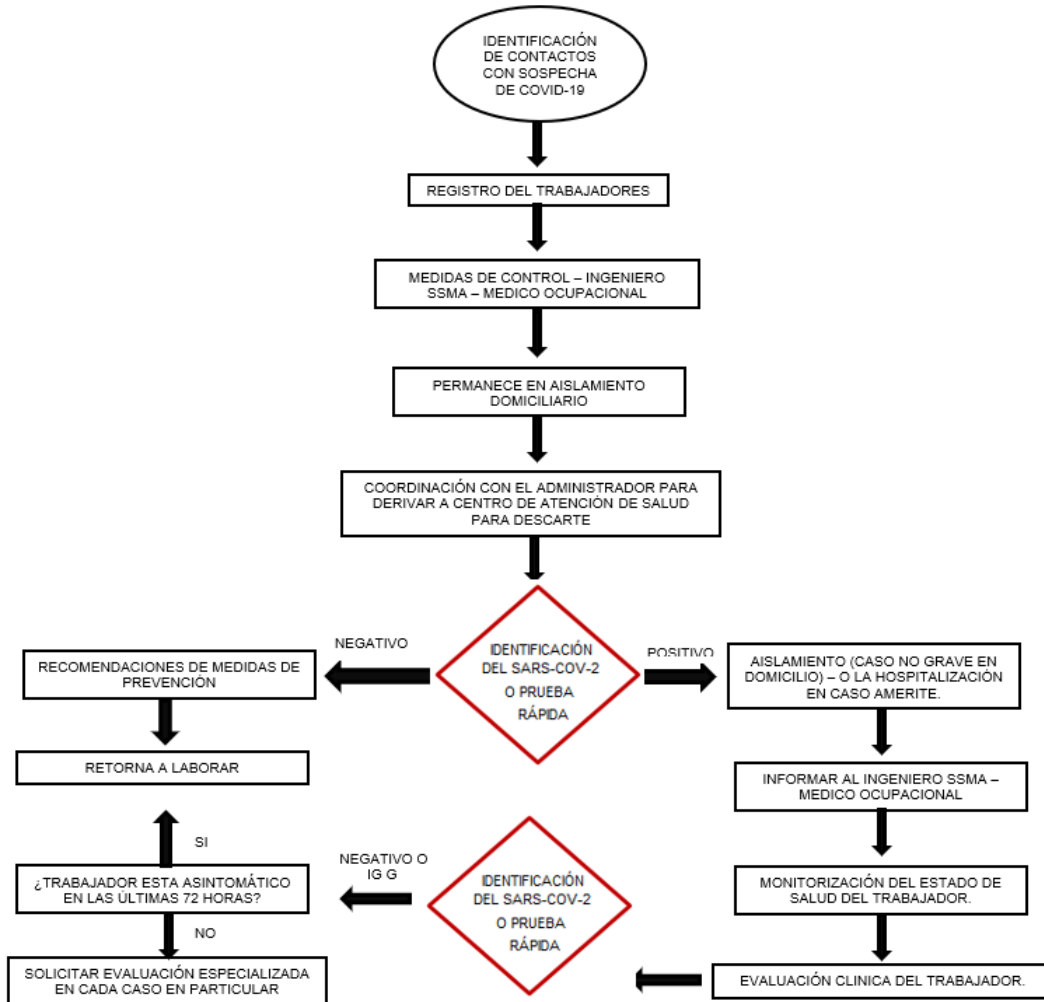 IDENTIFICACIÓN
DE CONTACTOS
CON SOSPECHA
DE COVID-19
REGISTRO DEL TRABAJADORES
MEDIDAS DE CONTROL – INGENIERO
SSMA – MEDICO OCUPACIONAL
PERMANECE EN AISLAMIENTO
DOMICILIARIO
COORDINACIÓN CON EL ADMINISTRADOR PARA
DERIVAR A CENTRO DE ATENCIÓN DE SALUD
PARA DESCARTE
IDENTIFICACIÓN
DEL SARS-COV-2
O PRUEBA
RÁPIDA
NEGATIVO
RECOMENDACIONES DE MEDIDAS DE
PREVENCIÓN
RETORNA A LABORAR
POSITIVO
AISLAMIENTO (CASO NO GRAVE EN
DOMICILIO) – O LA HOSPITALIZACIÓN
EN CASO AMERITE.
INFORMAR AL INGENIERO SSMA –
MEDICO OCUPACIONAL
MONITORIZACIÓN DEL ESTADO DE
SALUD DEL TRABAJADOR.
EVALUACIÓN CLINICA DEL TRABAJADOR.
IDENTIFICACIÓN
DEL SARS-COV-2
O PRUEBA
RÁPIDA
NEGATIVO O
IG G
¿TRABAJADOR ESTA ASINTOMÁTICO
EN LAS ÚLTIMAS 72 HORAS?
SI
NO
SOLICITAR EVALUACIÓN ESPECIALIZADA
EN CADA CASO EN PARTICULAR